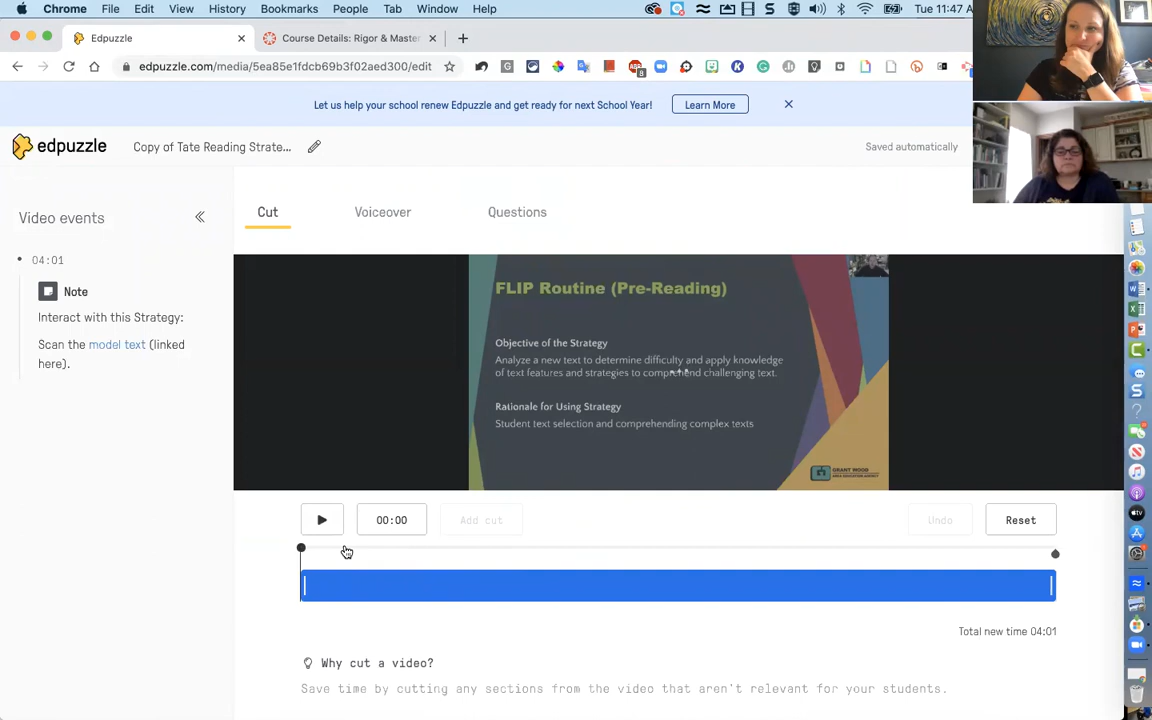 Chrome File Edit View History Bookmarks People Tab Window Help Tue 11:47 A
Edpuzzle
Course Details: Rigor & Master
edpuzzle.com/media/5ea85e1fdcb69b3f02aed300/edit
Let us help your school renew Edpuzzle and get ready for next School Year!
Learn More
edpuzzle
Copy of Tate Reading Strate...
Saved automatically
Video events
Cut
Voiceover
Questions
04:01
Note
Interact with this Strategy:
Scan the model text (linked
here).
FLIP Routine (Pre-Reading)
Objective of the Strategy
Analyze a new text to determine difficulty and apply knowledge
of text features and strategies to comprehend challenging text.
Rationale for Using Strategy
Student text selection and comprehending complex texts
GRANT WOOD
AREA EDUCATION AGENCY
00:00
Add cut
Undo
Reset
Total new time 04:01
Why cut a video?
Save time by cutting any sections from the video that aren't relevant for your students.